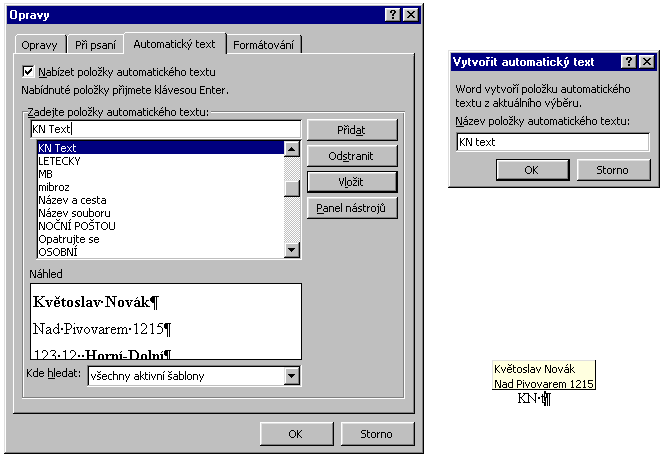 Opravy
Opravy
Při psaní
Automatický text
Formátování
Nabízet položky automatického textu
Nabídnuté položky přijmete klávesou Enter.
Zadejte položky automatického textu:
KN Text
Přidat
KN Text
LETECKY
MB
mibroz
Název a cesta
Název souboru
NOČNÍ POŠTOU
Opatrujte se
OSOBNÍ
Odstranit
Vložit
Panel nástrojů
Náhled
Květoslav·Novák¶
Nad·Pivovarem·1215¶
123·12··Horní-Dolní¶
Kde hledat:
všechny aktivní šablony
OK
Storno
Vytvořit automatický text
Word vytvoří položku automatického
textu z aktuálního výběru.
Název položky automatického textu:
KN text
OK
Storno
Květoslav Novák
Nad Pivovarem 1215
KN·t¶